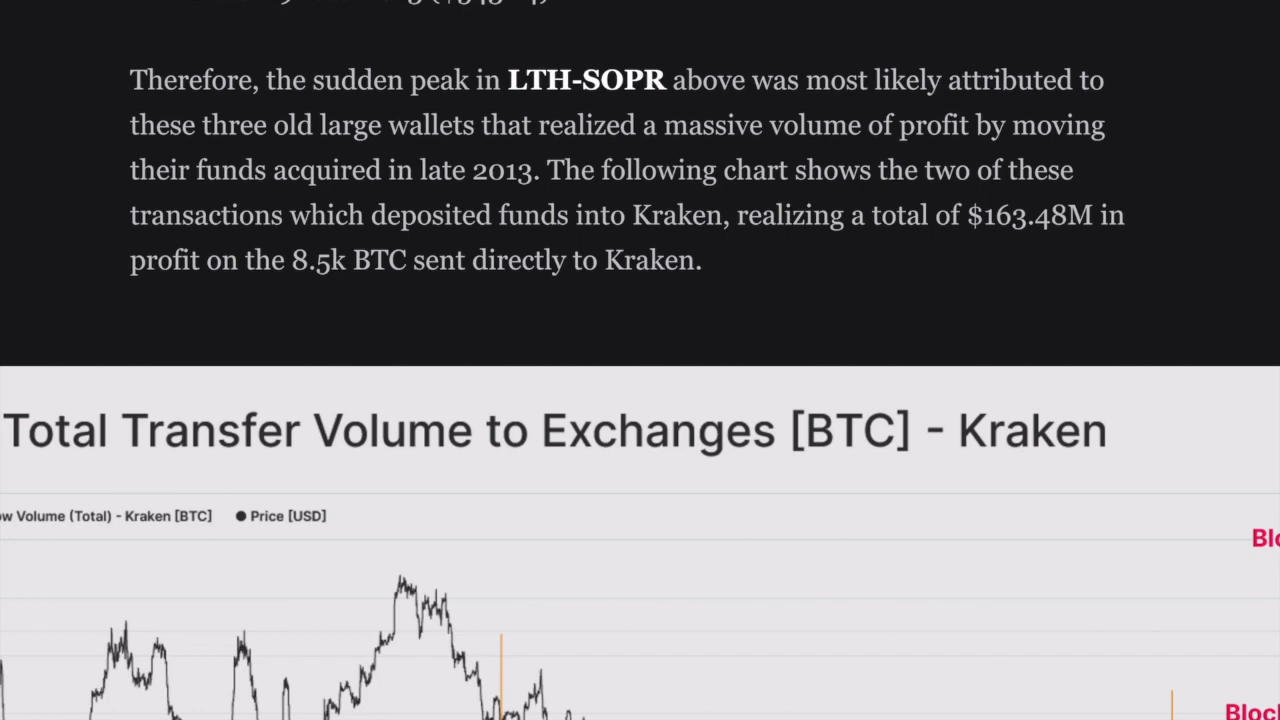 Therefore, the sudden peak in LTH-SOPR above was most likely attributed to
these three old large wallets that realized a massive volume of profit by moving
their funds acquired in late 2013. The following chart shows the two of these
transactions which deposited funds into Kraken, realizing a total of $163.48M in
profit on the 8.5k BTC sent directly to Kraken.
Total Transfer Volume to Exchanges [BTC] - Kraken
Volume (Total) - Kraken [BTC] Price [USD]